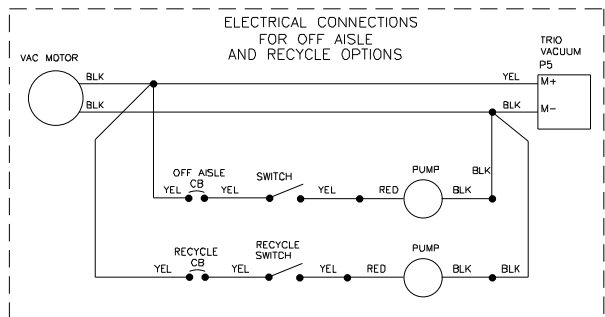 ELECTRICAL CONNECTIONS
FOR OFF AISLE
AND RECYCLE OPTIONS
TRIO
VACUUM
P5
VAC MOTOR
BLK
YEL
M+
BLK
BLK
M-
BLK
OFF AISLE
CB
SWITCH
PUMP
YEL
YEL
YEL
RED
BLK
RECYCLE
CB
RECYCLE
SWITCH
PUMP
YEL
YEL
YEL
RED
BLK
BLK